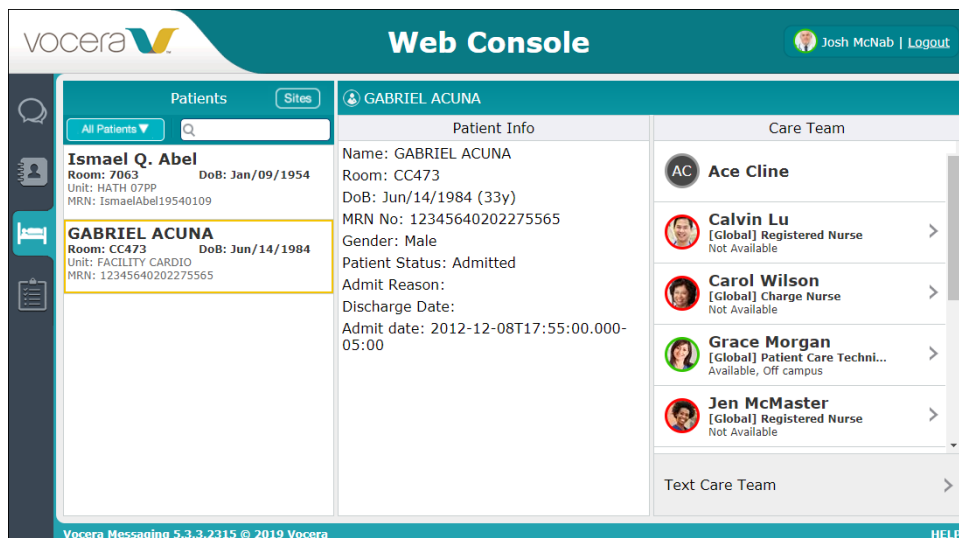 vocera
Web Console
Josh McNab | Logout
Patients
Sites
GABRIEL ACUNA
All Patients▼
Patient Info
Care Team
Ismael Q. Abel
Room: 7063 DoB: Jan/09/1954
Unit: HATH 07PP
MRN: IsmaelAbel19540109
GABRIEL ACUNA
Room: CC473 DoB: Jun/14/1984
Unit: FACILITY CARDIO
MRN: 12345640202275565
Name: GABRIEL ACUNA
Room: CC473
DoB: Jun/14/1984 (33y)
MRN No: 12345640202275565
Gender: Male
Patient Status: Admitted
Admit Reason:
Discharge Date:
Admit date: 2012-12-08T17:55:00.000-
05:00
AC Ace Cline
Calvin Lu
[Global] Registered Nurse
Not Available
Carol Wilson
[Global] Charge Nurse
Not Available
Grace Morgan
[Global] Patient Care Techni...
Available, Off campus
Jen McMaster
[Global] Registered Nurse
Not Available
Text Care Team
Vocera Messaging 5.3.3.2315 © 2019 Vocera
HELP